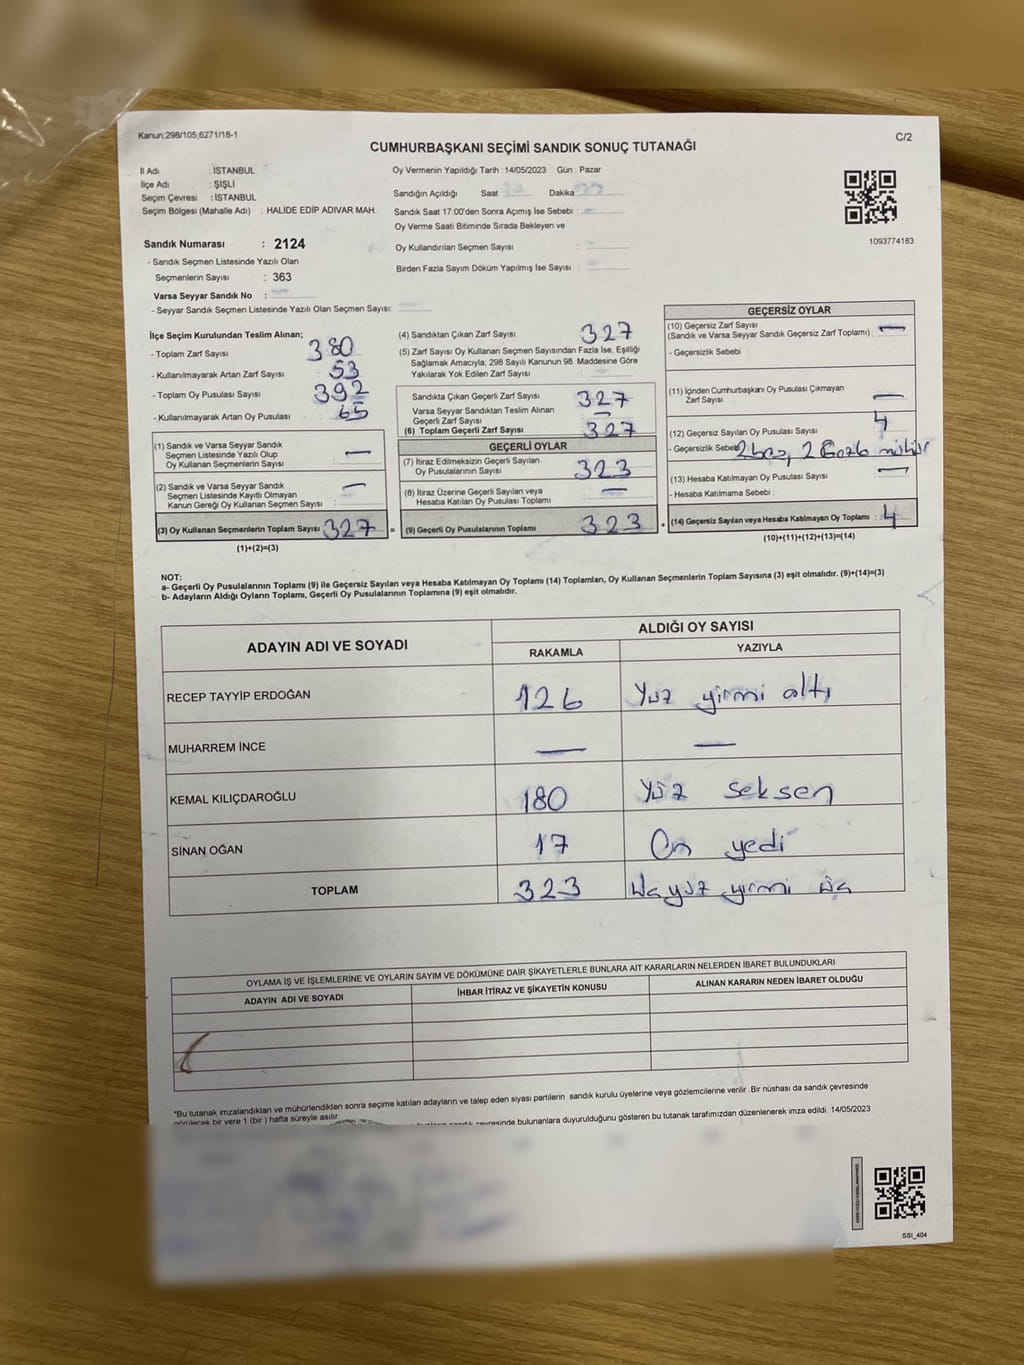 Kanun:298/105;6271/18-1
C/2
CUMHURBAŞKANI SEÇİMİ SANDIK SONUÇ TUTANAĞI
İl Adı : İSTANBUL
İlçe Adı : ŞİŞLİ
Seçim Çevresi : İSTANBUL
Seçim Bölgesi (Mahalle Adı) : HALİDE EDİP ADIVAR MAH.
Sandık Numarası : 2124
- Sandık Seçmen Listesinde Yazılı Olan
Seçmenlerin Sayısı : 363
Varsa Seyyar Sandık No :
- Seyyar Sandık Seçmen Listesinde Yazılı Olan Seçmen Sayısı:
Oy Vermenin Yapıldığı Tarih : 14/05/2023 Gün : Pazar
Sandığın Açıldığı Saat Dakika
Sandık Saat 17:00'den Sonra Açımış İse Sebebi :
Oy Verme Saati Bitiminde Sırada Bekleyen ve
Oy Kullandırılan Seçmen Sayısı :
Birden Fazla Sayım Döküm Yapılmış İse Sayısı :
1093774183
İlçe Seçim Kurulundan Teslim Alınan;
- Toplam Zarf Sayısı : 380
- Kullanılmayarak Artan Zarf Sayısı : 53
- Toplam Oy Pusulası Sayısı : 392
- Kullanılmayarak Artan Oy Pusulası : 65
(1) Sandık ve Varsa Seyyar Sandık
Seçmen Listesinde Yazılı Olup
Oy Kullanan Seçmenlerin Sayısı : —
(2) Sandık ve Varsa Seyyar Sandık
Seçmen Listesinde Kayıtlı Olmayan
Kanun Gereği Oy Kullanan Seçmen Sayısı : —
(3) Oy Kullanan Seçmenlerin Toplam Sayısı : 327
(1)+(2)=(3)
(4) Sandıktan Çıkan Zarf Sayısı : 327
(5) Zarf Sayısı Oy Kullanan Seçmen Sayısından Fazla İse, Eşitliği
Sağlamak Amacıyla; 298 Sayılı Kanunun 98. Maddesine Göre
Yakılarak Yok Edilen Zarf Sayısı :
Sandıkta Çıkan Geçerli Zarf Sayısı : 327
Varsa Seyyar Sandıktan Teslim Alınan
Geçerli Zarf Sayısı : —
(6) Toplam Geçerli Zarf Sayısı : 327
GEÇERLİ OYLAR
(7) İtiraz Edilmeksizin Geçerli Sayılan
Oy Pusulalarının Sayısı : 323
(8) İtiraz Üzerine Geçerli Sayılan veya
Hesaba Katılan Oy Pusulası Toplamı : —
= (9) Geçerli Oy Pusulalarının Toplamı : 323
GEÇERSİZ OYLAR
(10) Geçersiz Zarf Sayısı
(Sandık ve Varsa Seyyar Sandık Geçersiz Zarf Toplamı) : —
- Geçersizlik Sebebi :
(11) İçinden Cumhurbaşkanı Oy Pusulası Çıkmayan
Zarf Sayısı : —
(12) Geçersiz Sayılan Oy Pusulası Sayısı : 4
- Geçersizlik Sebebi : 2 2
(13) Hesaba Katılmayan Oy Pusulası Sayısı : —
- Hesaba Katılmama Sebebi :
+ (14) Geçersiz Sayılan veya Hesaba Katılmayan Oy Toplamı : 4
(10)+(11)+(12)+(13)=(14)
NOT:
a- Geçerli Oy Pusulalarının Toplamı (9) ile Geçersiz Sayılan veya Hesaba Katılmayan Oy Toplamı (14) Toplamları, Oy Kullanan Seçmenlerin Toplam Sayısına (3) eşit olmalıdır. (9)+(14)=(3)
b- Adayların Aldığı Oyların Toplamı, Geçerli Oy Pusulalarının Toplamına (9) eşit olmalıdır.
ADAYIN ADI VE SOYADI ALDIĞI OY SAYISI
RAKAMLA YAZIYLA
RECEP TAYYİP ERDOĞAN 126 Yüz yirmi altı
MUHARREM İNCE — —
KEMAL KILIÇDAROĞLU 180 Yüz seksen
SİNAN OĞAN 17 On yedi
TOPLAM 323 üçyüz yirmi üç
OYLAMA İŞ VE İŞLEMLERİNE VE OYLARIN SAYIM VE DÖKÜMÜNE DAİR ŞİKAYETLERLE BUNLARA AİT KARARLARIN NELERDEN İBARET BULUNDUKLARI
ADAYIN ADI VE SOYADI İHBAR İTİRAZ VE ŞİKAYETİN KONUSU ALINAN KARARIN NEDEN İBARET OLDUĞU
*Bu tutanak imzalandıktan ve mühürlendikten sonra seçime katılan adayların ve talep eden siyasi partilerin sandık kurulu üyelerine veya gözlemcilerine verilir .Bir nüshası da sandık çevresinde
görülecek bir yere 1 (bir ) hafta süreyle asılır. sandık çevresinde bulunanlara duyurulduğunu gösteren bu tutanak tarafımızdan düzenlenerek imza edildi. 14/05/2023
SSİ_404